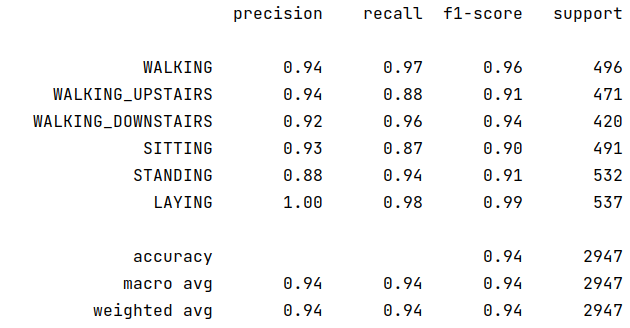 precision recall f1-score support
WALKING 0.94 0.97 0.96 496
WALKING_UPSTAIRS 0.94 0.88 0.91 471
WALKING_DOWNSTAIRS 0.92 0.96 0.94 420
SITTING 0.93 0.87 0.90 491
STANDING 0.88 0.94 0.91 532
LAYING 1.00 0.98 0.99 537
accuracy 0.94 2947
macro avg 0.94 0.94 0.94 2947
weighted avg 0.94 0.94 0.94 2947